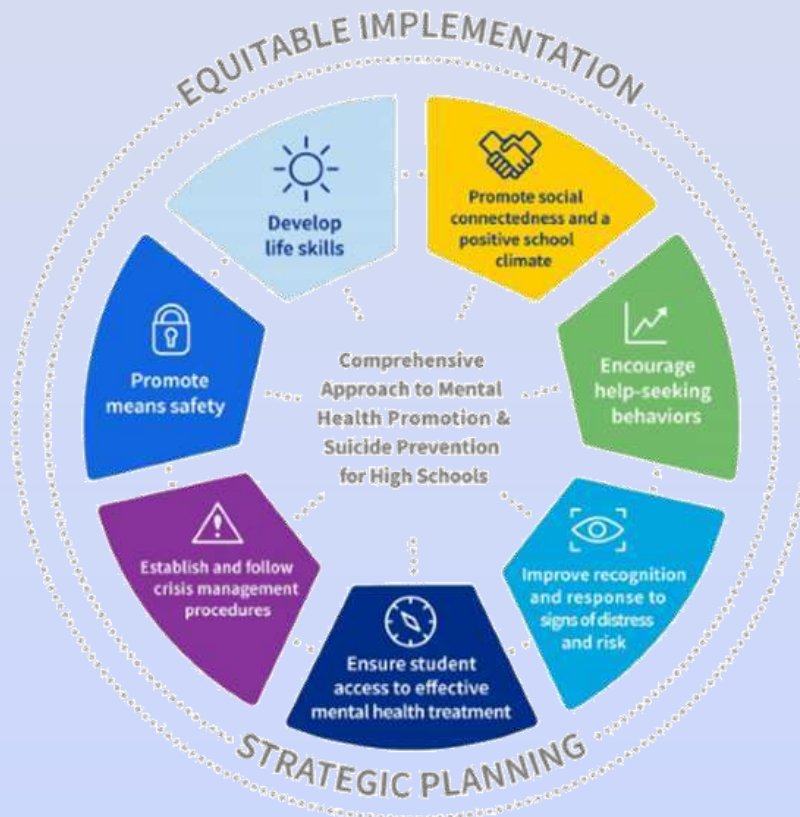 EQUITABLE IMPLEMENTATION
Develop
life skills
Promote social
connectedness and a
positive school
climate
Encourage
help-seeking
behaviors
Improve recognition
and response to
signs of distress
and risk
Ensure student
access to effective
mental health treatment
Establish and follow
crisis management
procedures
Promote
means safety
Comprehensive
Approach to Mental
Health Promotion &
Suicide Prevention
for High Schools
STRATEGIC PLANNING